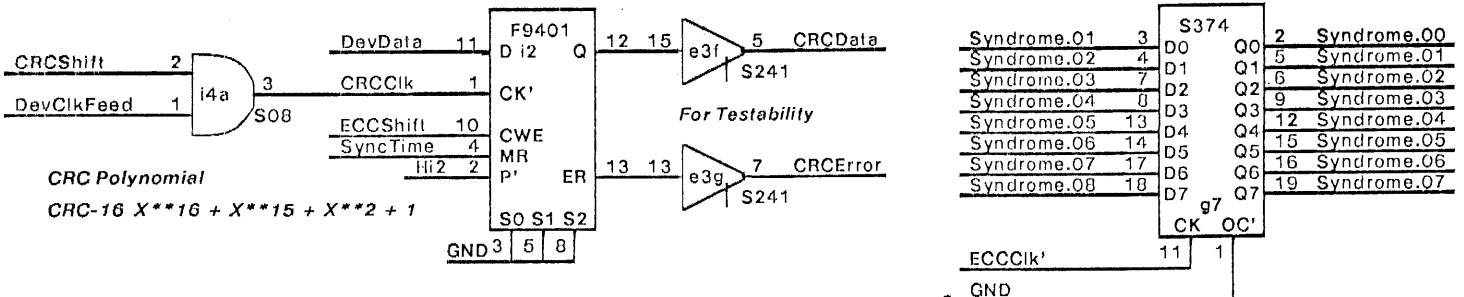 CRCShift 2
DevClkFeed 1
i4a
3
S08
CRCClk 1
DevData 11
F9401
D i2 Q
CK'
ECCShift 10 CWE
SyncTime 4 MR
Hi2 2 P'
ER
S0 S1 S2
GND 3 5 8
12 15 e3f 5 CRCData
S241
For Testability
13 13 e3g 7 CRCError
S241
CRC Polynomial
CRC-16 X**16 + X**15 + X**2 + 1
S374
Syndrome.01 3 D0 Q0 2 Syndrome.00
Syndrome.02 4 D1 Q1 5 Syndrome.01
Syndrome.03 7 D2 Q2 6 Syndrome.02
Syndrome.04 8 D3 Q3 9 Syndrome.03
Syndrome.05 13 D4 Q4 12 Syndrome.04
Syndrome.06 14 D5 Q5 15 Syndrome.05
Syndrome.07 17 D6 Q6 16 Syndrome.06
Syndrome.08 18 D7 Q7 19 Syndrome.07
g7
CK OC'
ECCClk' 11 1
GND